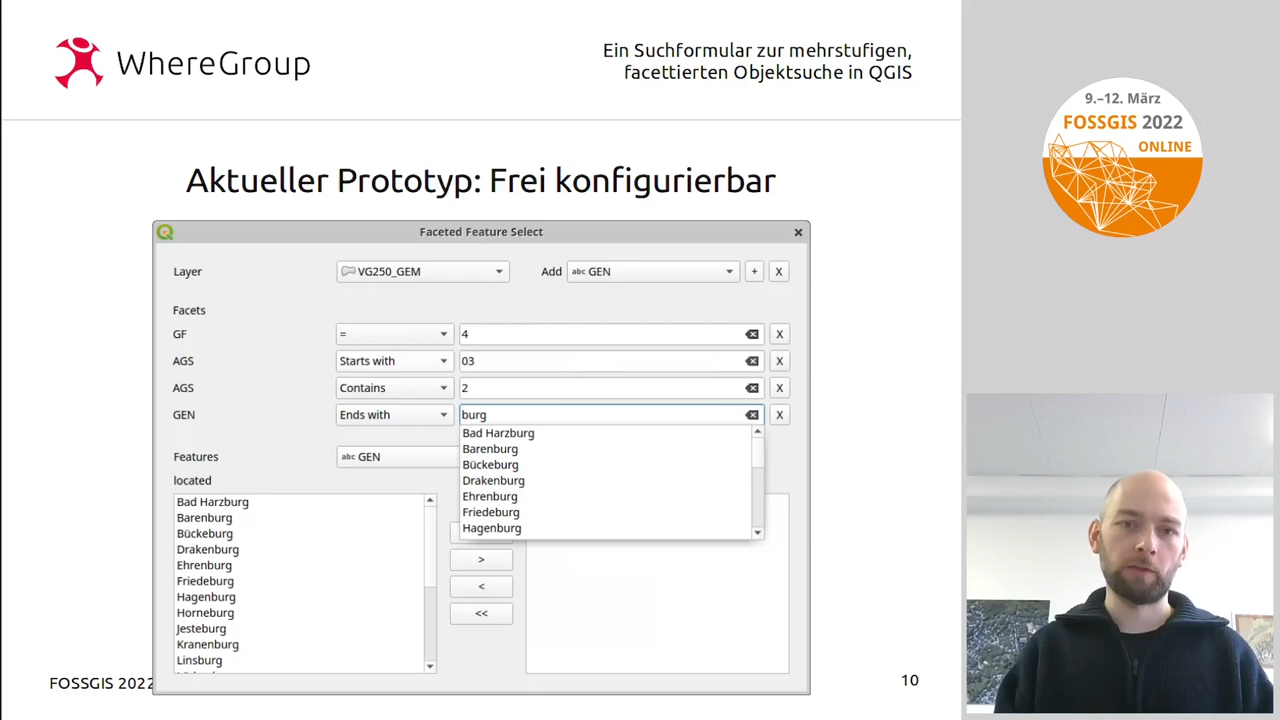 WhereGroup
Ein Suchformular zur mehrstufigen,
facettierten Objektsuche in QGIS
9.–12. März
FOSSGIS 2022
ONLINE
Aktueller Prototyp: Frei konfigurierbar
Faceted Feature Select
Layer
VG250_GEM
Add
abc GEN
+
X
Facets
GF
=
4
X
AGS
Starts with
03
X
AGS
Contains
2
X
GEN
Ends with
burg
X
Bad Harzburg
Barenburg
Bückeburg
Drakenburg
Ehrenburg
Friedeburg
Hagenburg
Features
abc GEN
located
Bad Harzburg
Barenburg
Bückeburg
Drakenburg
Ehrenburg
Friedeburg
Hagenburg
Horneburg
Jesteburg
Kranenburg
Linsburg
>
<
<<
FOSSGIS 2022
10